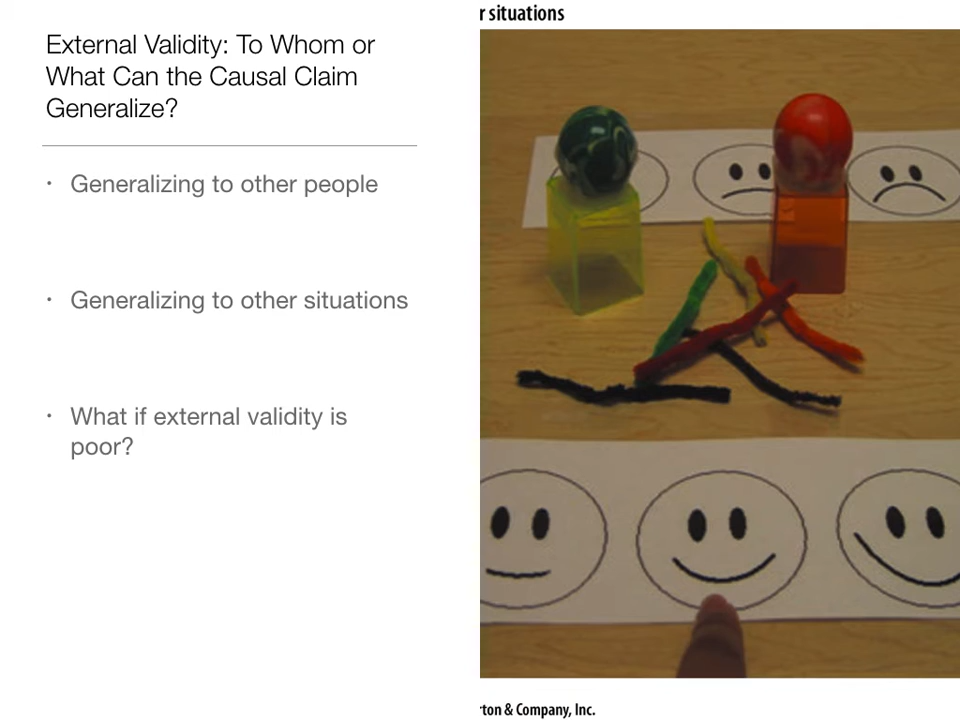 External Validity: To Whom or
What Can the Causal Claim
Generalize?
• Generalizing to other people
• Generalizing to other situations
• What if external validity is
poor?
r situations
rton & Company, Inc.